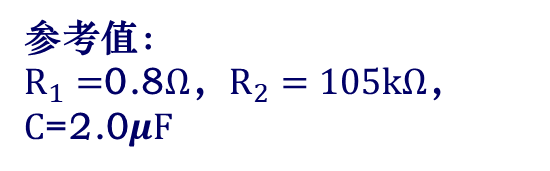 参考值：
R₁ =0.8Ω，R₂ = 105kΩ，
C=2.0μF